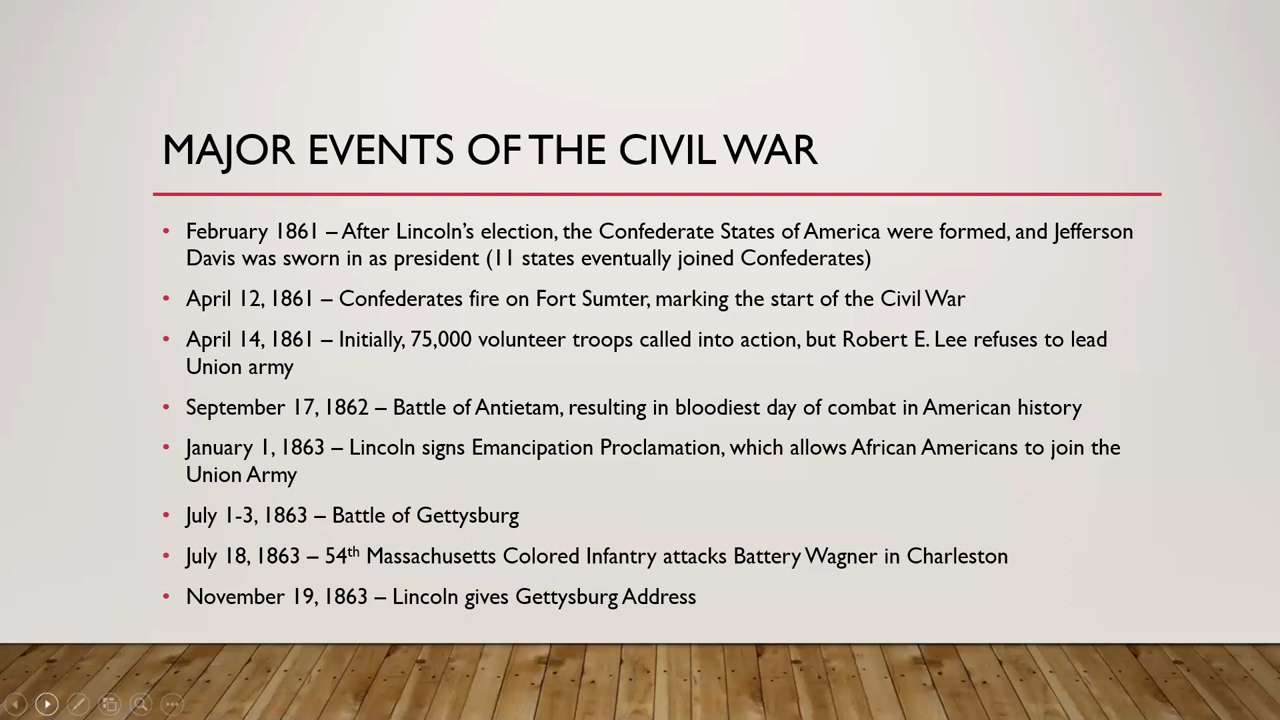 MAJOR EVENTS OF THE CIVIL WAR
• February 1861 – After Lincoln’s election, the Confederate States of America were formed, and Jefferson
Davis was sworn in as president (11 states eventually joined Confederates)
• April 12, 1861 – Confederates fire on Fort Sumter, marking the start of the Civil War
• April 14, 1861 – Initially, 75,000 volunteer troops called into action, but Robert E. Lee refuses to lead
Union army
• September 17, 1862 – Battle of Antietam, resulting in bloodiest day of combat in American history
• January 1, 1863 – Lincoln signs Emancipation Proclamation, which allows African Americans to join the
Union Army
• July 1-3, 1863 – Battle of Gettysburg
• July 18, 1863 – 54th Massachusetts Colored Infantry attacks Battery Wagner in Charleston
• November 19, 1863 – Lincoln gives Gettysburg Address